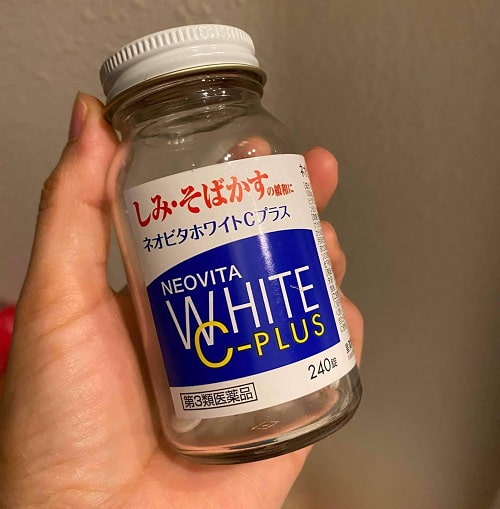 しみ・そばかすの緩和に
ネオビタホワイトCプラス
NEOVITA
WHITE
C-PLUS
240錠
第3類医薬品